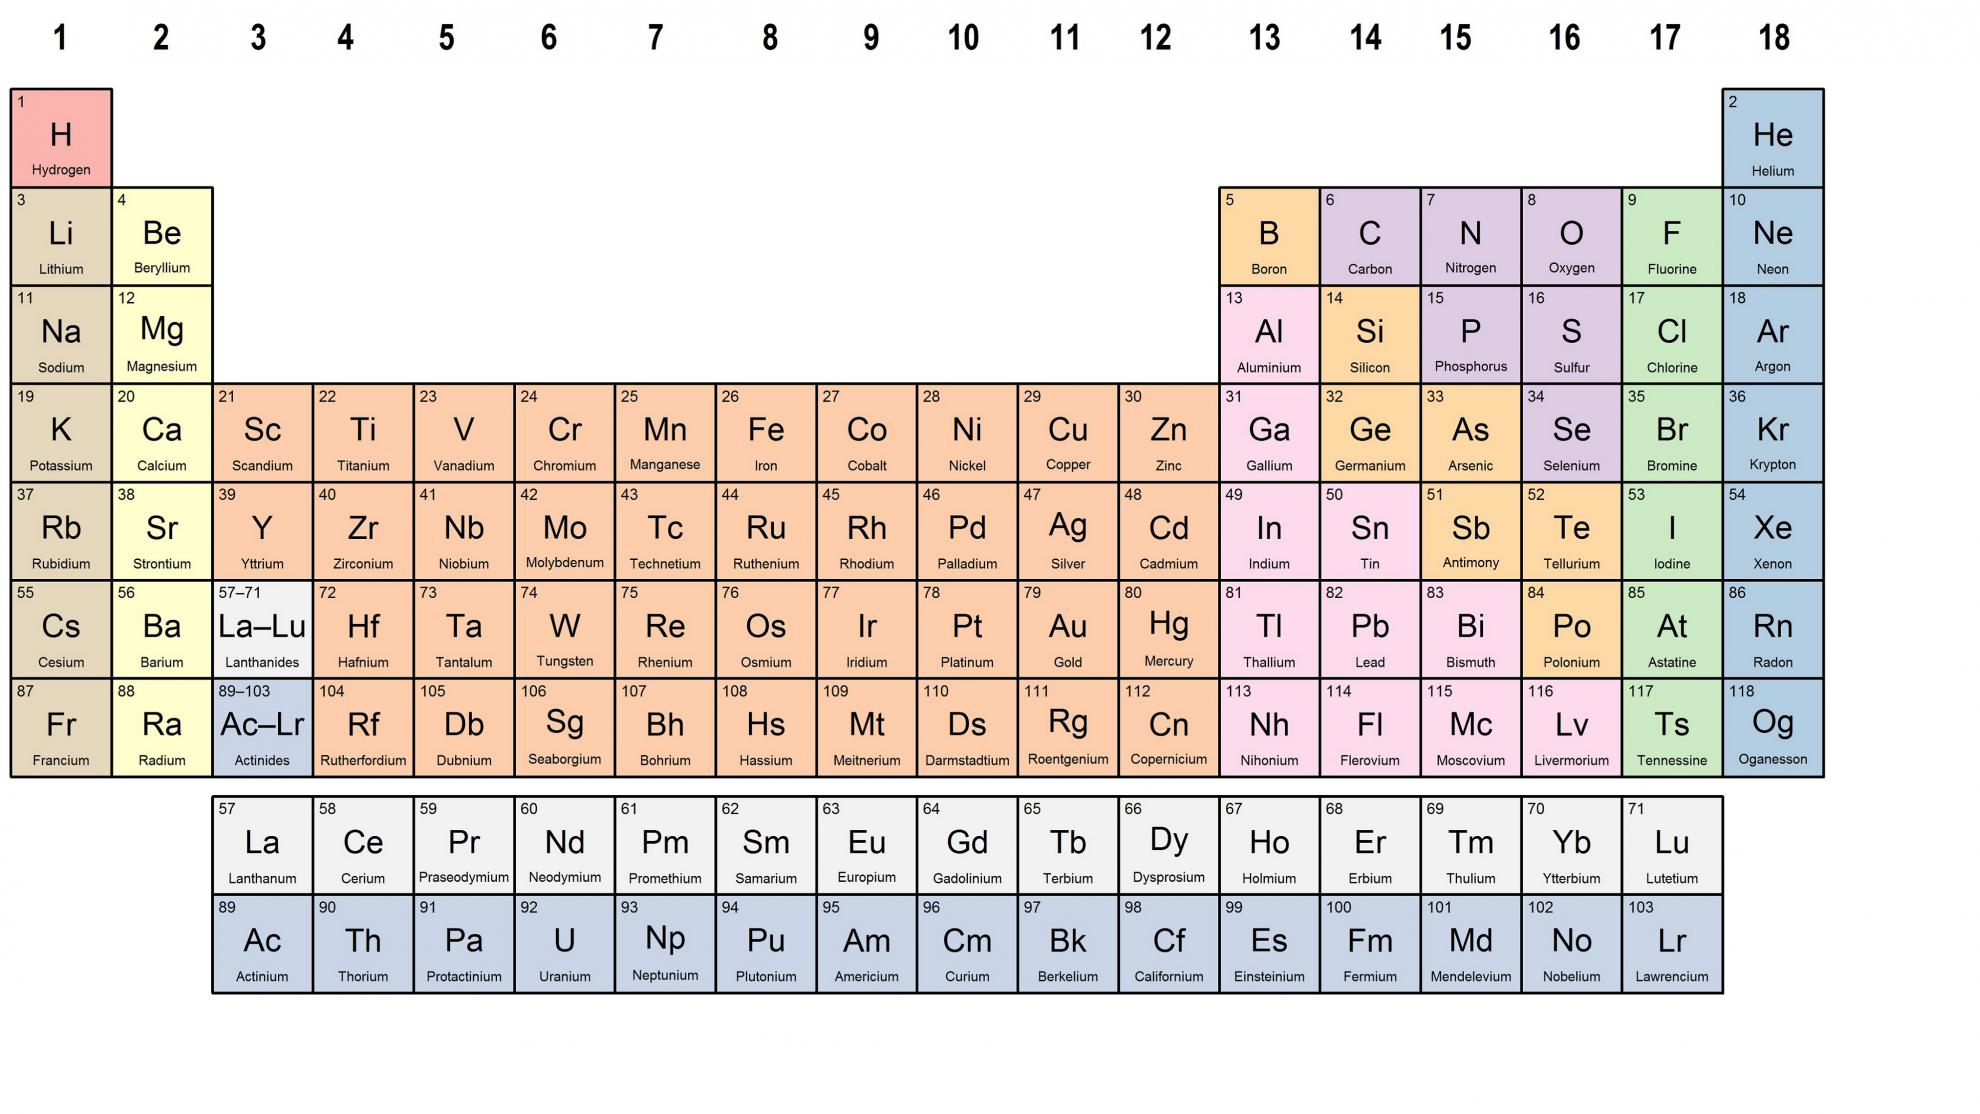 1 2 3 4 5 6 7 8 9 10 11 12 13 14 15 16 17 18
1 2
H He
Hydrogen Helium
3 4 5 6 7 8 9 10
Li Be B C N O F Ne
Lithium Beryllium Boron Carbon Nitrogen Oxygen Fluorine Neon
11 12 13 14 15 16 17 18
Na Mg Al Si P S Cl Ar
Sodium Magnesium Aluminium Silicon Phosphorus Sulfur Chlorine Argon
19 20 21 22 23 24 25 26 27 28 29 30 31 32 33 34 35 36
K Ca Sc Ti V Cr Mn Fe Co Ni Cu Zn Ga Ge As Se Br Kr
Potassium Calcium Scandium Titanium Vanadium Chromium Manganese Iron Cobalt Nickel Copper Zinc Gallium Germanium Arsenic Selenium Bromine Krypton
37 38 39 40 41 42 43 44 45 46 47 48 49 50 51 52 53 54
Rb Sr Y Zr Nb Mo Tc Ru Rh Pd Ag Cd In Sn Sb Te I Xe
Rubidium Strontium Yttrium Zirconium Niobium Molybdenum Technetium Ruthenium Rhodium Palladium Silver Cadmium Indium Tin Antimony Tellurium Iodine Xenon
55 56 57–71 72 73 74 75 76 77 78 79 80 81 82 83 84 85 86
Cs Ba La–Lu Hf Ta W Re Os Ir Pt Au Hg Tl Pb Bi Po At Rn
Cesium Barium Lanthanides Hafnium Tantalum Tungsten Rhenium Osmium Iridium Platinum Gold Mercury Thallium Lead Bismuth Polonium Astatine Radon
87 88 89–103 104 105 106 107 108 109 110 111 112 113 114 115 116 117 118
Fr Ra Ac–Lr Rf Db Sg Bh Hs Mt Ds Rg Cn Nh Fl Mc Lv Ts Og
Francium Radium Actinides Rutherfordium Dubnium Seaborgium Bohrium Hassium Meitnerium Darmstadtium Roentgenium Copernicium Nihonium Flerovium Moscovium Livermorium Tennessine Oganesson
57 58 59 60 61 62 63 64 65 66 67 68 69 70 71
La Ce Pr Nd Pm Sm Eu Gd Tb Dy Ho Er Tm Yb Lu
Lanthanum Cerium Praseodymium Neodymium Promethium Samarium Europium Gadolinium Terbium Dysprosium Holmium Erbium Thulium Ytterbium Lutetium
89 90 91 92 93 94 95 96 97 98 99 100 101 102 103
Ac Th Pa U Np Pu Am Cm Bk Cf Es Fm Md No Lr
Actinium Thorium Protactinium Uranium Neptunium Plutonium Americium Curium Berkelium Californium Einsteinium Fermium Mendelevium Nobelium Lawrencium